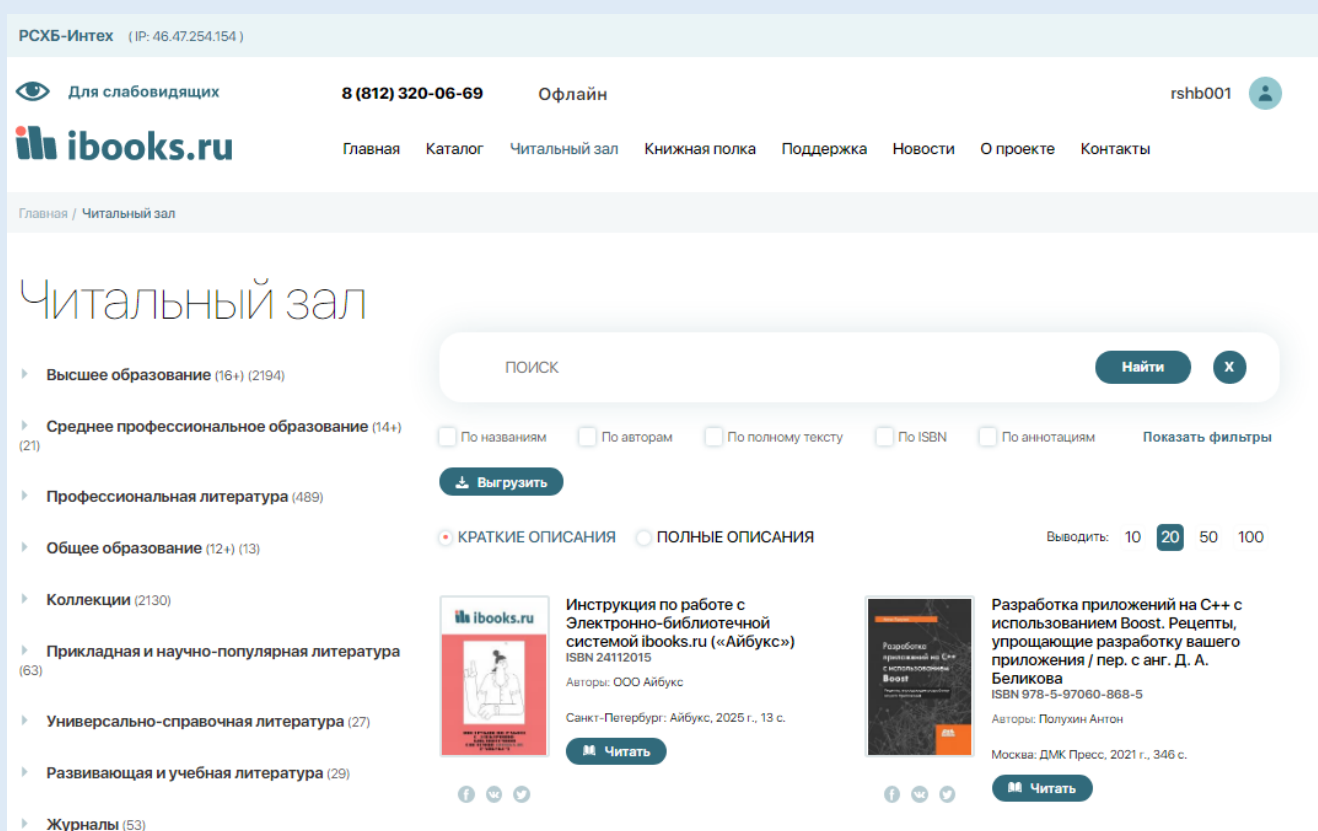 РСХБ-Интех ( IP: 46.47.254.154 )
Для слабовидящих
8 (812) 320-06-69
Офлайн
rshb001
ibooks.ru
Главная
Каталог
Читальный зал
Книжная полка
Поддержка
Новости
О проекте
Контакты
Главная / Читальный зал
Читальный зал
Высшее образование (16+) (2194)
Среднее профессиональное образование (14+)
(21)
Профессиональная литература (489)
Общее образование (12+) (13)
Коллекции (2130)
Прикладная и научно-популярная литература
(63)
Универсально-справочная литература (27)
Развивающая и учебная литература (29)
Журналы (53)
ПОИСК
Найти
X
По названиям
По авторам
По полному тексту
По ISBN
По аннотациям
Показать фильтры
Выгрузить
КРАТКИЕ ОПИСАНИЯ
ПОЛНЫЕ ОПИСАНИЯ
Выводить: 10 20 50 100
ibooks.ru
Инструкция по работе с
Электронно-библиотечной
системой ibooks.ru («Айбукс»)
ISBN 24112015
Авторы: ООО Айбукс
Санкт-Петербург: Айбукс, 2025 г., 13 с.
Читать
Разработка
приложений на C++
с использованием
Boost
Разработка приложений на C++ с
использованием Boost. Рецепты,
упрощающие разработку вашего
приложения / пер. с анг. Д. А.
Беликова
ISBN 978-5-97060-868-5
Авторы: Полухин Антон
Москва: ДМК Пресс, 2021 г., 346 с.
Читать